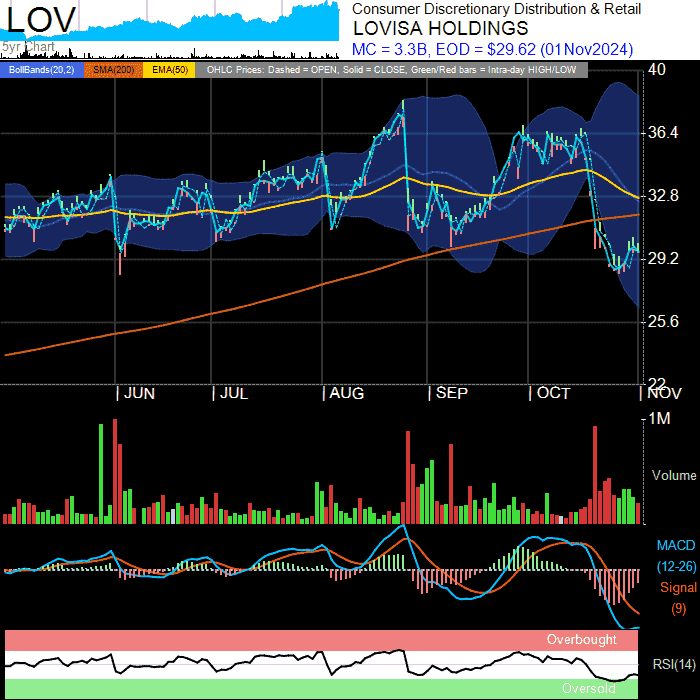 LOV
5yr Chart
Consumer Discretionary Distribution & Retail
LOVISA HOLDINGS
MC = 3.3B, EOD = $29.62 (01Nov2024)
BollBands(20,2) SMA(200) EMA(50) OHLC Prices: Dashed = OPEN, Solid = CLOSE, Green/Red bars = Intra-day HIGH/LOW
40
36.4
32.8
29.2
25.6
22
JUN JUL AUG SEP OCT NOV
1M
Volume
MACD
(12-26)
Signal
(9)
Overbought
RSI(14)
Oversold